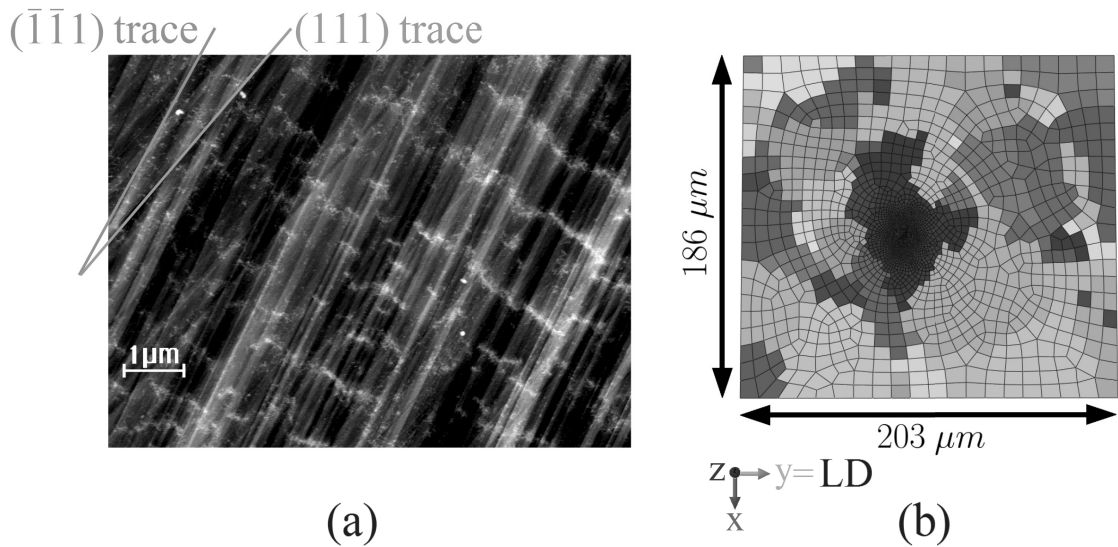 (1̄1̄1) trace
(111) trace
1μm
186 μm
203 μm
z
y=LD
x
(a)
(b)